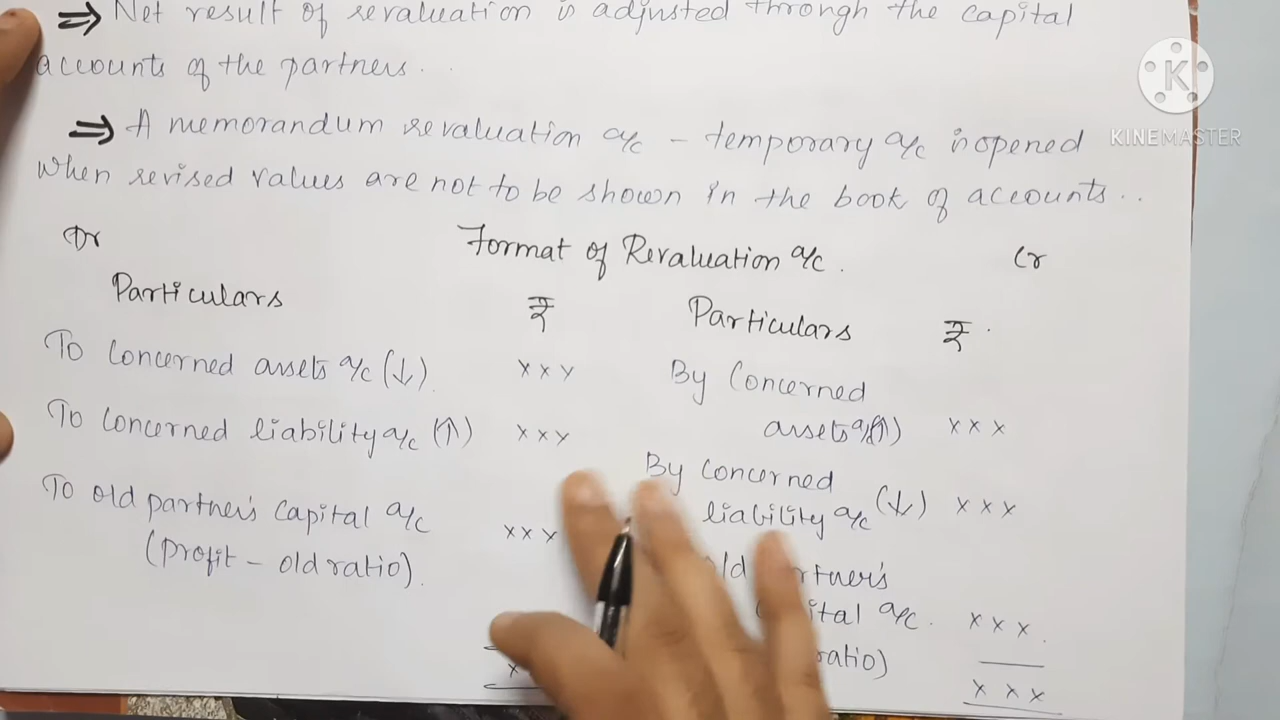 ⇒ Net result of revaluation is adjusted through the capital
accounts of the partners..
⇒ A memorandum revaluation a/c - temporary a/c is opened
when revised values are not to be shown in the book of accounts..
Dr Format of Revaluation a/c. Cr
Particulars ₹ Particulars ₹
To Concerned assets a/c (↓) xxx By Concerned
assets a/c (↑) xxx
To Concerned liability a/c (↑) xxx By Concerned
liability a/c (↓) xxx
To old partner's Capital a/c xxx old partner's
(Profit - old ratio). a/c. xxx
ratio)
xxx
K
KINEMASTER